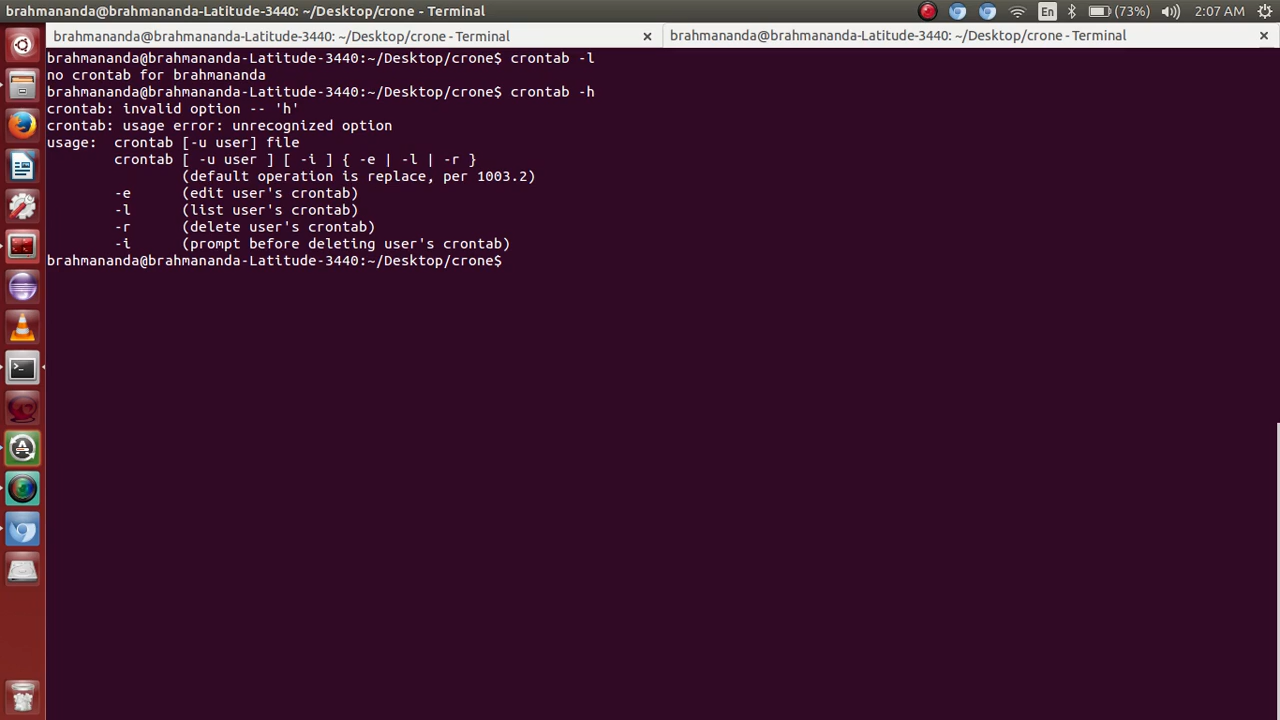 brahmananda@brahmananda-Latitude-3440: ~/Desktop/crone - Terminal
En
(73%)
2:07 AM
brahmananda@brahmananda-Latitude-3440: ~/Desktop/crone - Terminal
brahmananda@brahmananda-Latitude-3440: ~/Desktop/crone - Terminal
brahmananda@brahmananda-Latitude-3440:~/Desktop/crone$ crontab -l
no crontab for brahmananda
brahmananda@brahmananda-Latitude-3440:~/Desktop/crone$ crontab -h
crontab: invalid option -- 'h'
crontab: usage error: unrecognized option
usage:  crontab [-u user] file
        crontab [ -u user ] [ -i ] { -e | -l | -r }
                (default operation is replace, per 1003.2)
        -e      (edit user's crontab)
        -l      (list user's crontab)
        -r      (delete user's crontab)
        -i      (prompt before deleting user's crontab)
brahmananda@brahmananda-Latitude-3440:~/Desktop/crone$